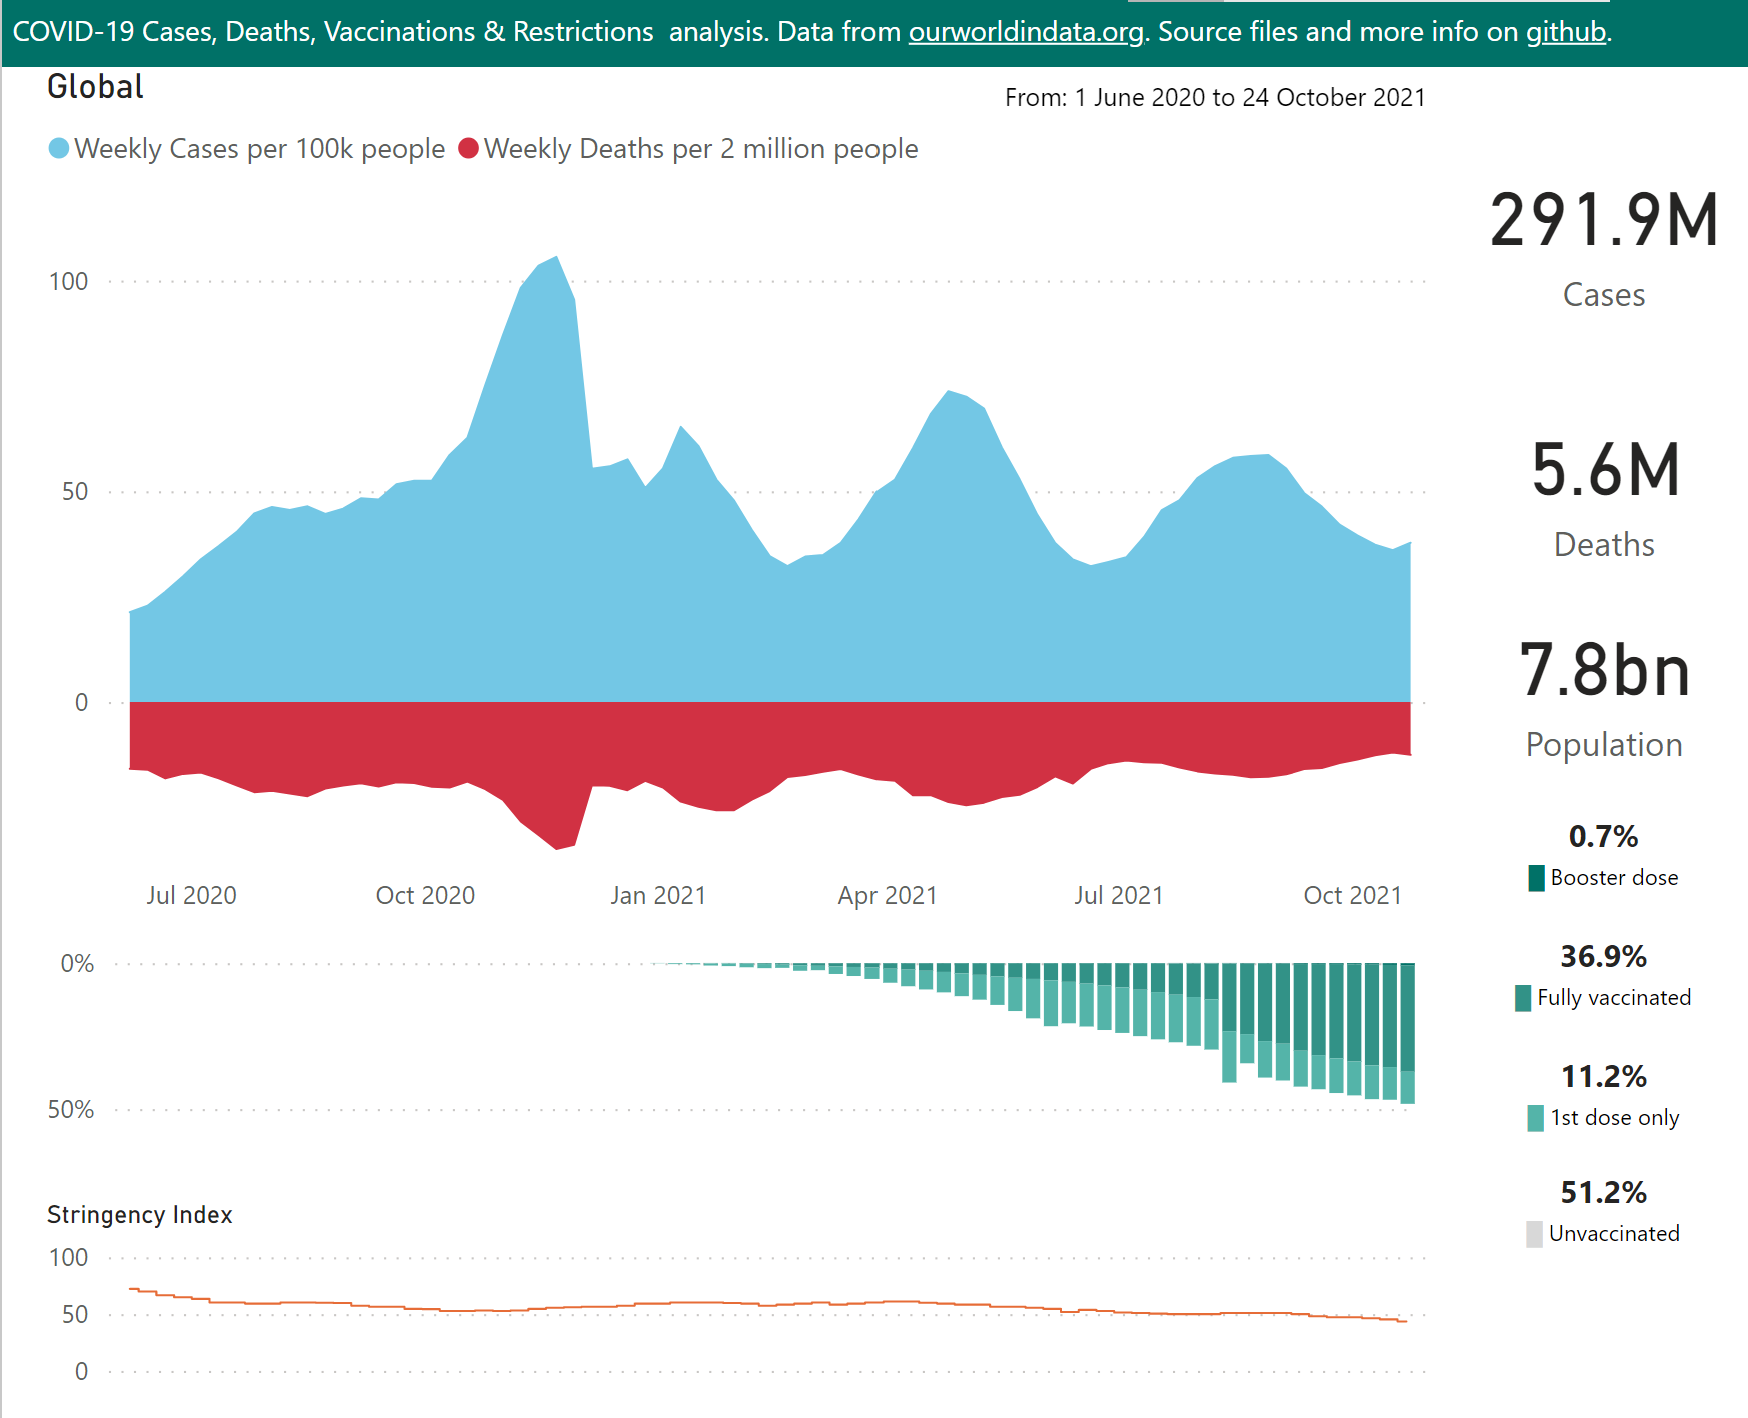 COVID-19 Cases, Deaths, Vaccinations & Restrictions  analysis. Data from ourworldindata.org. Source files and more info on github.
Global
From: 1 June 2020 to 24 October 2021
Weekly Cases per 100k people Weekly Deaths per 2 million people
291.9M
Cases
100
50
0
5.6M
Deaths
7.8bn
Population
Jul 2020 Oct 2020 Jan 2021 Apr 2021 Jul 2021 Oct 2021
0.7%
Booster dose
0%
50%
36.9%
Fully vaccinated
11.2%
1st dose only
51.2%
Unvaccinated
Stringency Index
100
50
0